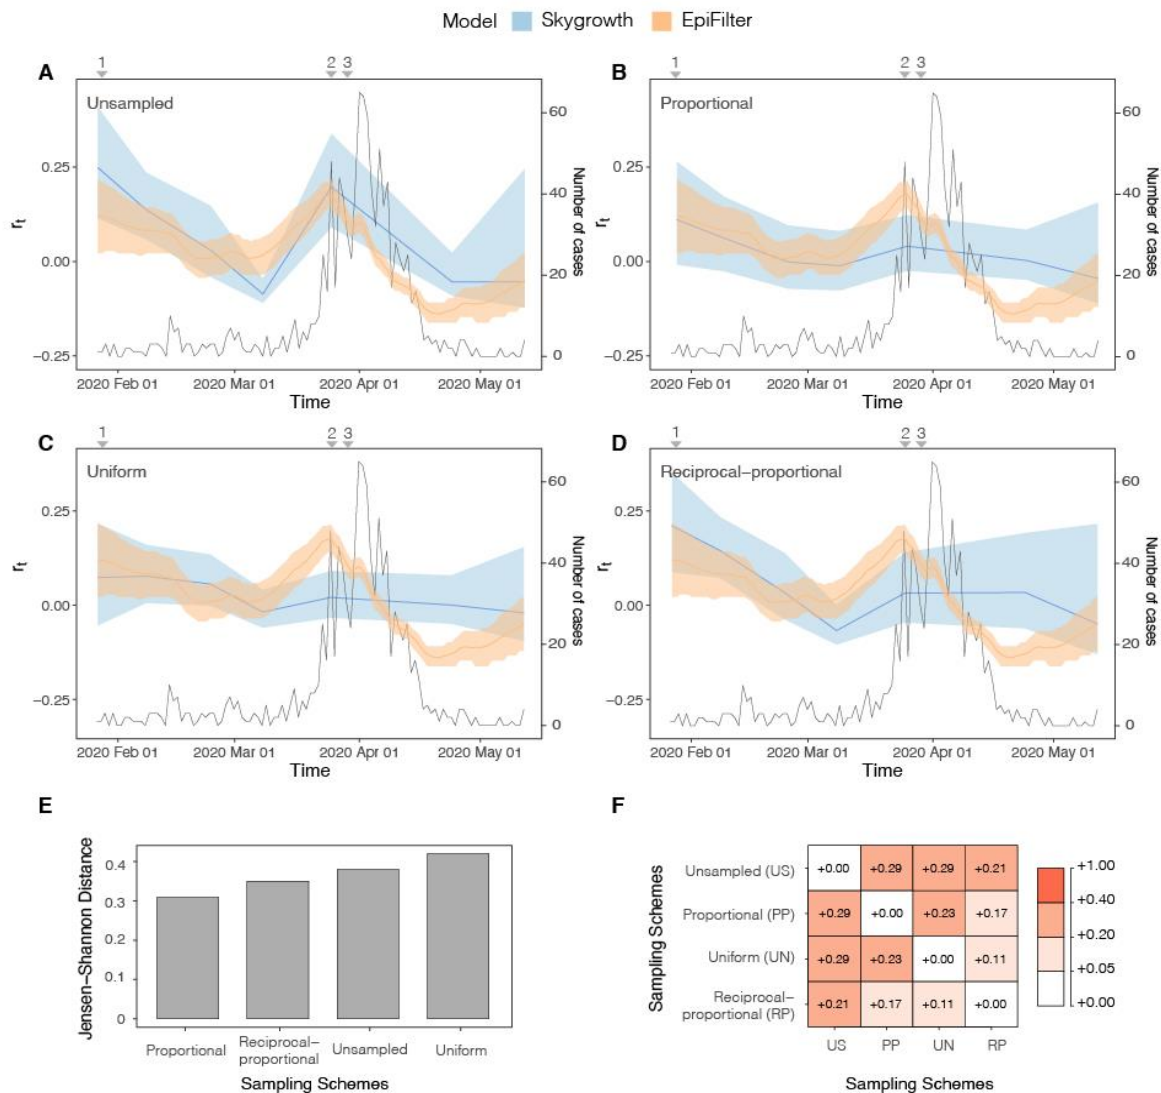 Model Skygrowth EpiFilter
A
1 2 3
Unsampled
0.25
0.00
−0.25
r_t
60
40
20
0
Number of cases
2020 Feb 01 2020 Mar 01 2020 Apr 01 2020 May 01
Time
B
1 2 3
Proportional
0.25
0.00
−0.25
r_t
60
40
20
0
Number of cases
2020 Feb 01 2020 Mar 01 2020 Apr 01 2020 May 01
Time
C
1 2 3
Uniform
0.25
0.00
−0.25
r_t
60
40
20
0
Number of cases
2020 Feb 01 2020 Mar 01 2020 Apr 01 2020 May 01
Time
D
1 2 3
Reciprocal−proportional
0.25
0.00
−0.25
r_t
60
40
20
0
Number of cases
2020 Feb 01 2020 Mar 01 2020 Apr 01 2020 May 01
Time
E
Jensen−Shannon Distance
0.4
0.3
0.2
0.1
0
Proportional Reciprocal− Unsampled Uniform
proportional
Sampling Schemes
F
Sampling Schemes
Unsampled (US) +0.00 +0.29 +0.29 +0.21
Proportional (PP) +0.29 +0.00 +0.23 +0.17
Uniform (UN) +0.29 +0.23 +0.00 +0.11
Reciprocal−
proportional (RP) +0.21 +0.17 +0.11 +0.00
US PP UN RP
Sampling Schemes
+1.00
+0.40
+0.20
+0.05
+0.00